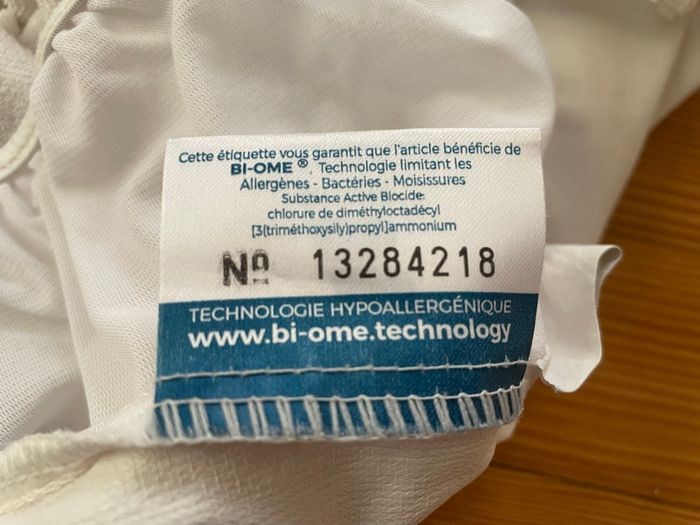 Cette étiquette vous garantit que l'article bénéficie de
BI-OME ®, Technologie limitant les
Allergènes - Bactéries - Moisissures
Substance Active Biocide:
chlorure de diméthyloctadécyl
[3(triméthoxysily)propyl]ammonium
Nº 13284218
TECHNOLOGIE HYPOALLERGÉNIQUE
www.bi-ome.technology